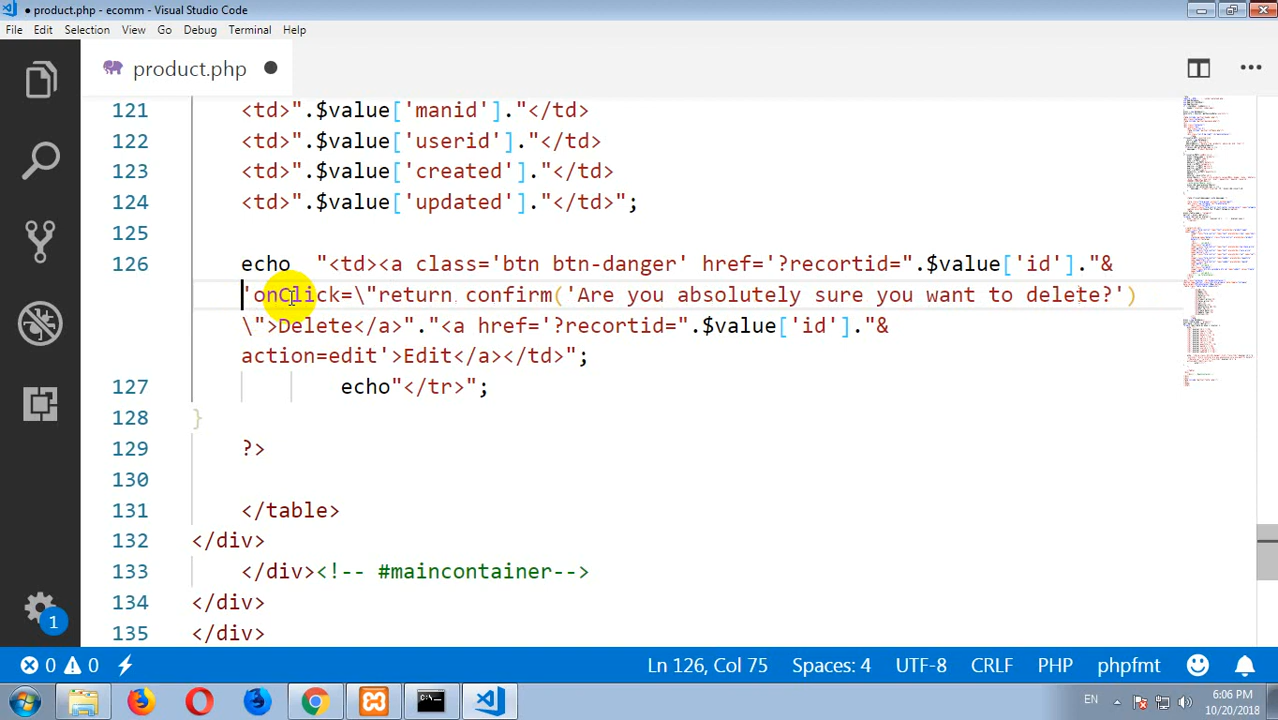 product.php - ecomm - Visual Studio Code
File Edit Selection View Go Debug Terminal Help
product.php
121 <td>".$value['manid']."</td>
122 <td>".$value['userid']."</td>
123 <td>".$value['created']."</td>
124 <td>".$value['updated']."</td>";
125
126 echo "<td><a class='btn btn-danger' href='?recortid=".$value['id']."&
'onClick=\"return confirm('Are you absolutely sure you want to delete?')
\">Delete</a>"."<a href='?recortid=".$value['id']."&
action=edit'>Edit</a></td>";
127 echo"</tr>";
128 }
129 ?>
130
131 </table>
132 </div>
133 </div><!-- #maincontainer-->
134 </div>
135 </div>
1
0 0 Ln 126, Col 75 Spaces: 4 UTF-8 CRLF PHP phpfmt
EN 6:06 PM
10/20/2018